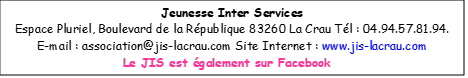 Jeunesse Inter Services
Espace Pluriel, Boulevard de la République 83260 La Crau Tél : 04.94.57.81.94.
E-mail : association@jis-lacrau.com Site Internet : www.jis-lacrau.com
Le JIS est également sur Facebook